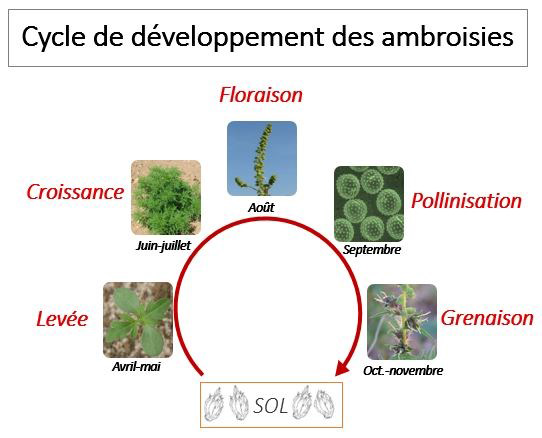 Cycle de développement des ambroisies
Floraison
Août
Croissance
Juin-juillet
Pollinisation
Septembre
Levée
Avril-mai
Grenaison
Oct.-novembre
SOL